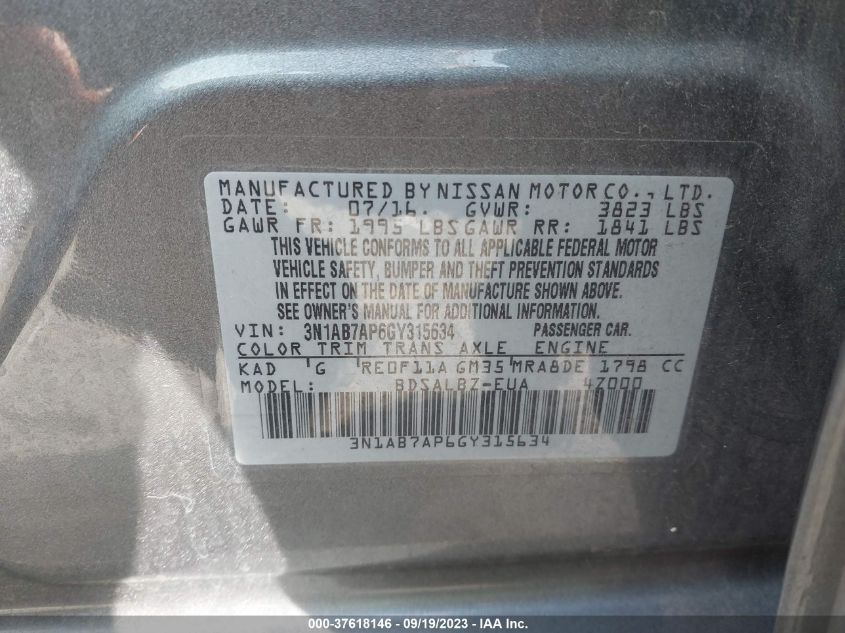 MANUFACTURED BY NISSAN MOTOR CO., LTD.
DATE: 07/16. GVWR: 3823 LBS
GAWR FR: 1995 LBS GAWR RR: 1841 LBS
THIS VEHICLE CONFORMS TO ALL APPLICABLE FEDERAL MOTOR
VEHICLE SAFETY, BUMPER AND THEFT PREVENTION STANDARDS
IN EFFECT ON THE DATE OF MANUFACTURE SHOWN ABOVE.
SEE OWNER'S MANUAL FOR ADDITIONAL INFORMATION.
VIN: 3N1AB7AP6GY315634 PASSENGER CAR.
COLOR TRIM TRANS AXLE ENGINE
KAD G RE0F11A GM35 MRA8DE 1798 CC
MODEL: BDSALBZ-EUA 4Z000
3N1AB7AP6GY315634
000-37618146 - 09/19/2023 - IAA Inc.